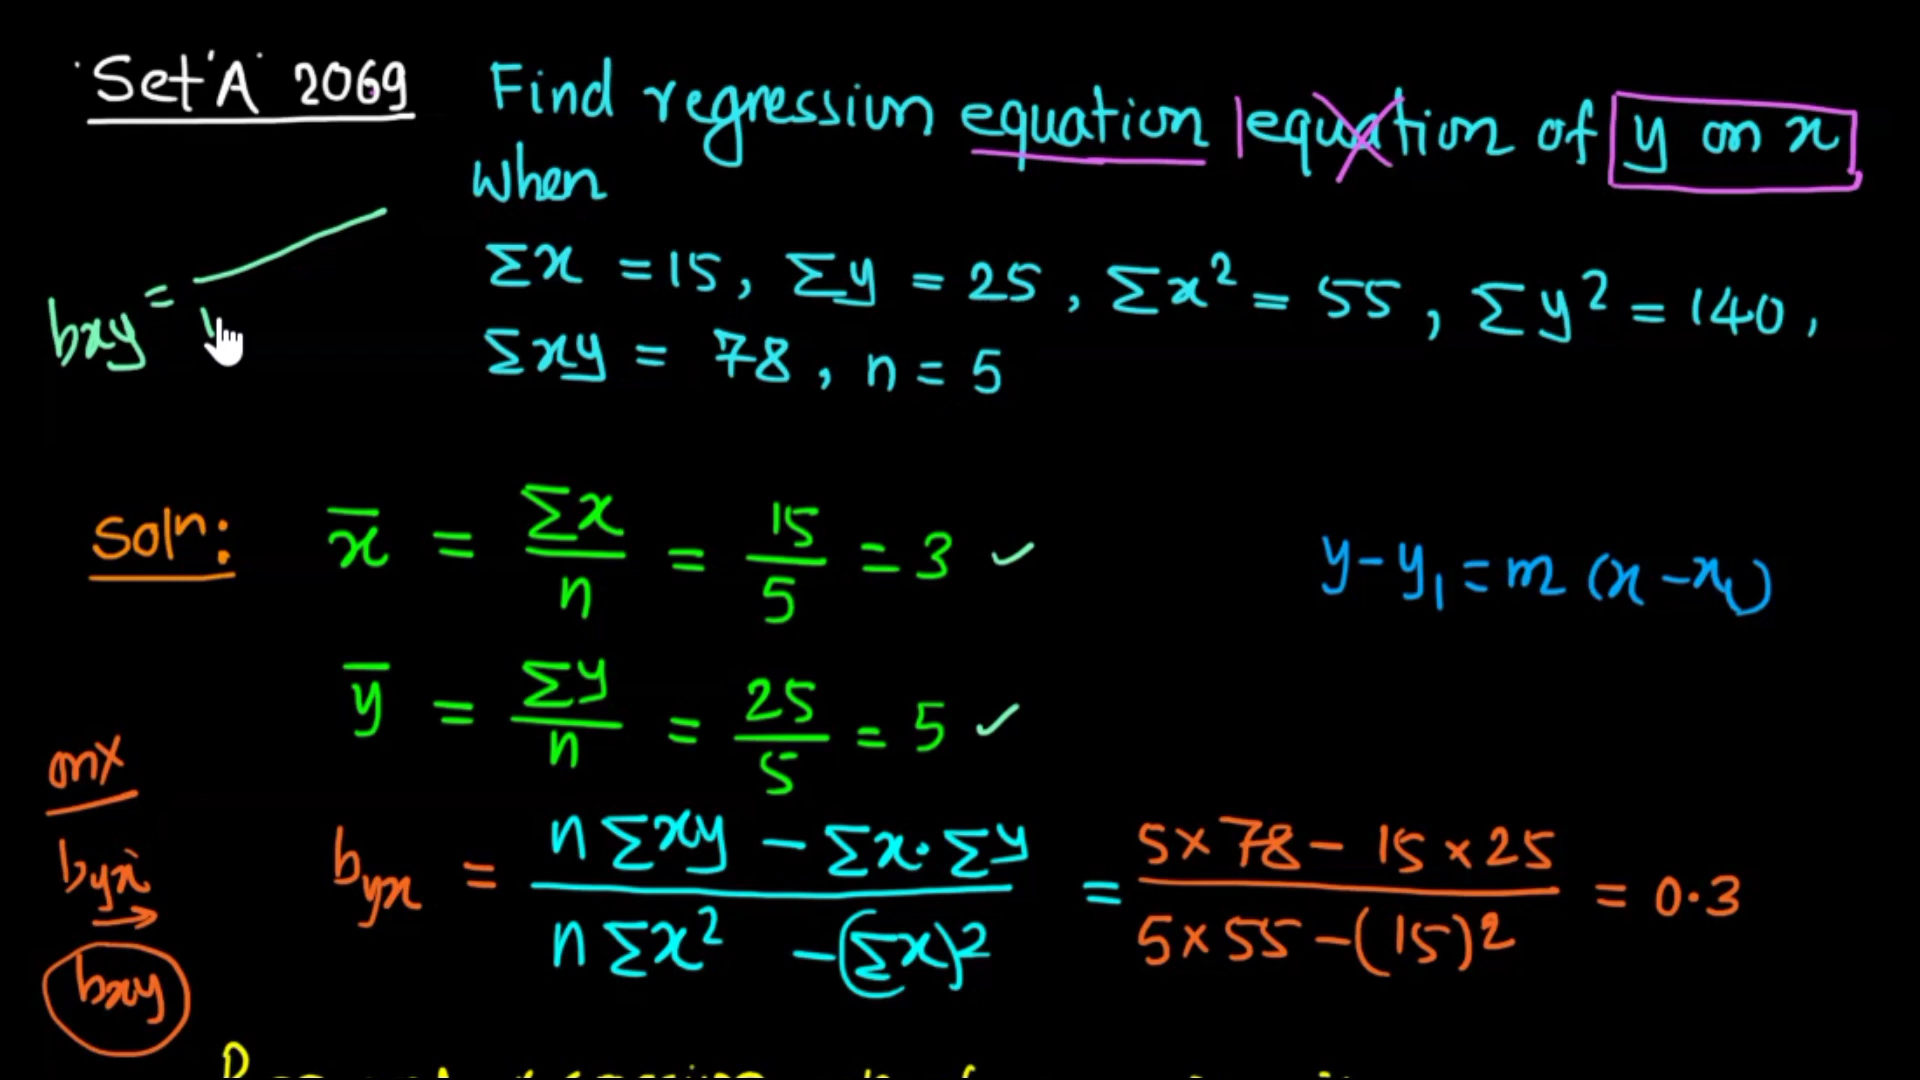 Set 'A' 2069
Find regression equation equation of y on x
when
Σx = 15, Σy = 25, Σx² = 55, Σy² = 140,
Σxy = 78, n = 5
bxy =
Soln: x̄ = Σx/n = 15/5 = 3 ✓
y - y₁ = m (x - x₁)
ȳ = Σy/n = 25/5 = 5 ✓
on x
byx
bxy
byx = (nΣxy - Σx·Σy)/(nΣx² - (Σx)²) = (5×78 - 15×25)/(5×55 - (15)²) = 0.3